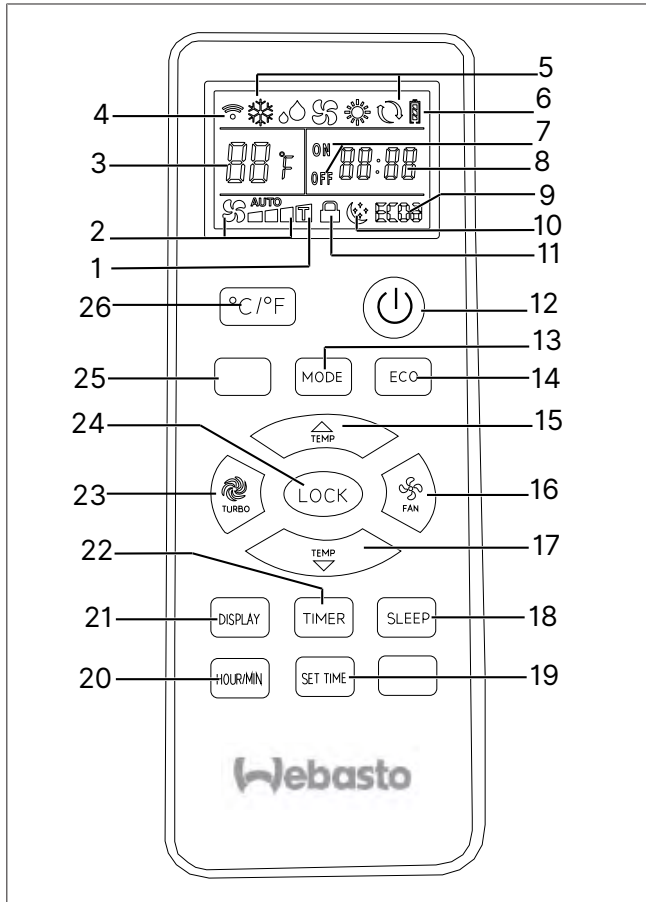 5
4
6
7
3
88 °F
ON
OFF
88:88
8
9
AUTO
T
ECO
2
10
1
11
26
°C/°F
12
13
25
MODE
ECO
14
24
TEMP
15
23
TURBO
LOCK
FAN
16
22
TEMP
17
21
DISPLAY
TIMER
SLEEP
18
20
HOUR/MIN
SET TIME
19
Webasto